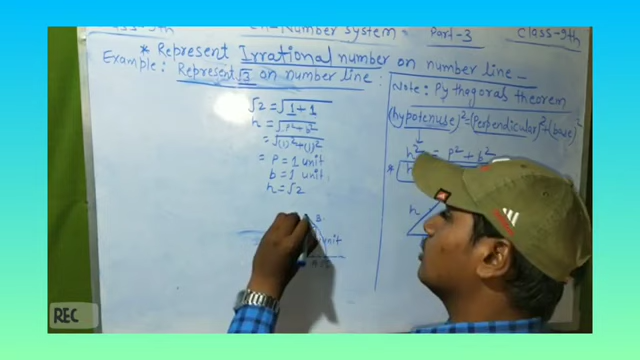 Number system Part-3 Class-9th
* Represent Irrational number on number line -
Example: Represent √3 on number line:
√2 = √1+1
h = √P²+b²
= √(1)²+(1)²
= P = 1 unit
b = 1 unit,
h = √2
B
unit
Note: Pythagoras theorem
(hypotenuse)² = (Perpendicular)² + (base)²
h² = P² + b²
*
h
REC